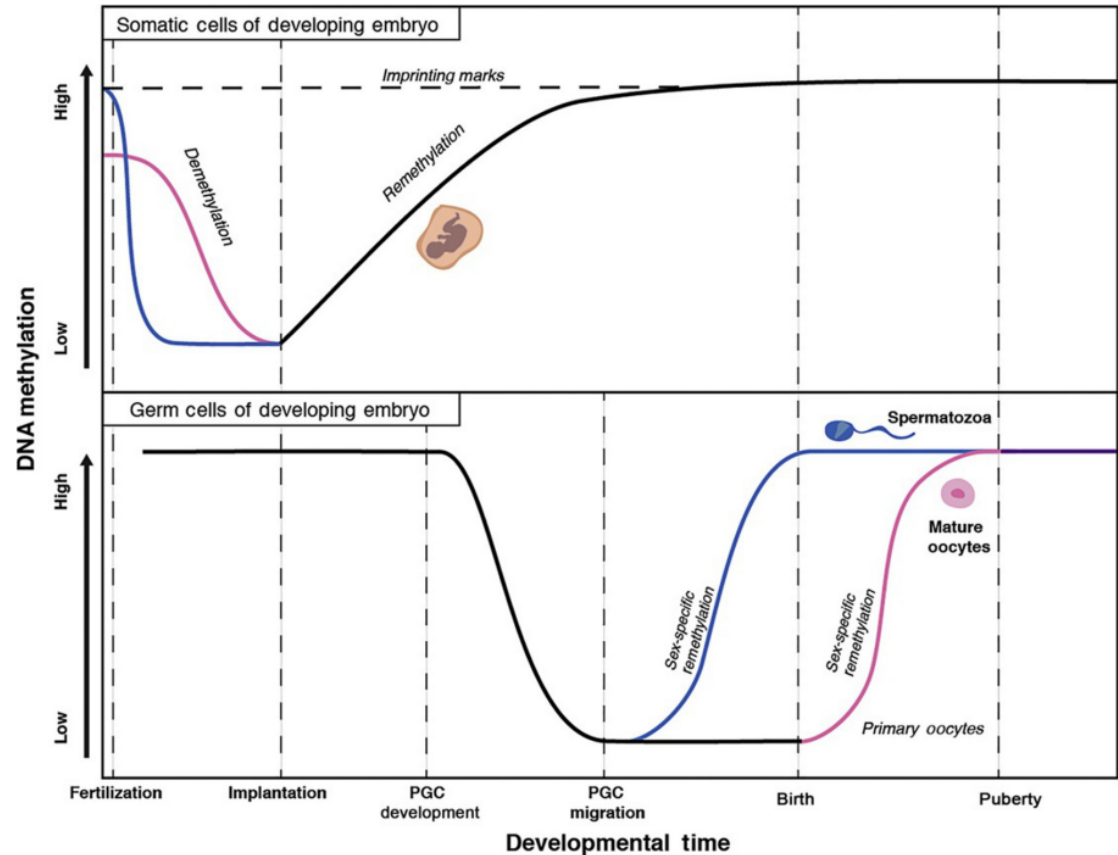 Somatic cells of developing embryo
Imprinting marks
High
Demethylation
Remethylation
Low
DNA methylation
Germ cells of developing embryo
Spermatozoa
High
Mature
oocytes
Sex-specific
remethylation
Sex-specific
remethylation
Primary oocytes
Low
Fertilization
Implantation
PGC
development
PGC
migration
Birth
Puberty
Developmental time